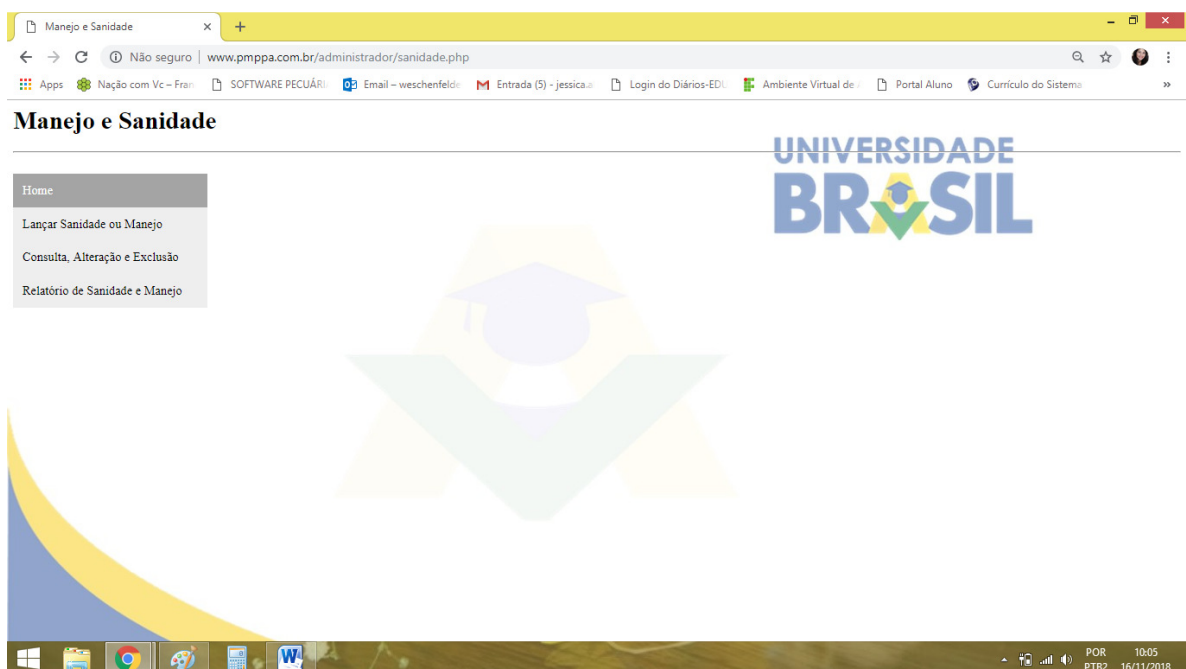 Manejo e Sanidade
Não seguro | www.pmppa.com.br/administrador/sanidade.php
Apps Nação com Vc – Fran SOFTWARE PECUÁRI Email – weschenfelde Entrada (5) - jessica.a Login do Diários-EDU Ambiente Virtual de Portal Aluno Currículo do Sistema »
Manejo e Sanidade
UNIVERSIDADE
BRASIL
Home
Lançar Sanidade ou Manejo
Consulta, Alteração e Exclusão
Relatório de Sanidade e Manejo
POR 10:05
PTB2 16/11/2018